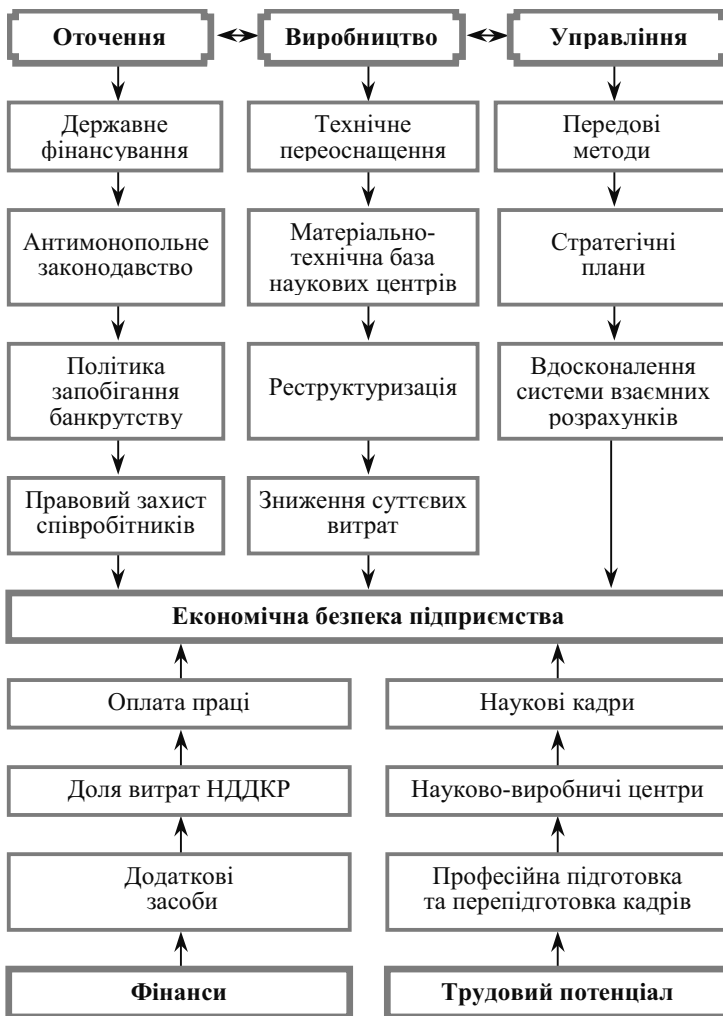 Оточення
Виробництво
Управління
Державне
фінансування
Технічне
переоснащення
Передові
методи
Антимонопольне
законодавство
Матеріально-
технічна база
наукових центрів
Стратегічні
плани
Політика
запобігання
банкрутству
Реструктуризація
Вдосконалення
системи взаємних
розрахунків
Правовий захист
співробітників
Зниження суттєвих
витрат
Економічна безпека підприємства
Оплата праці
Наукові кадри
Доля витрат НДДКР
Науково-виробничі центри
Додаткові
засоби
Професійна підготовка
та перепідготовка кадрів
Фінанси
Трудовий потенціал